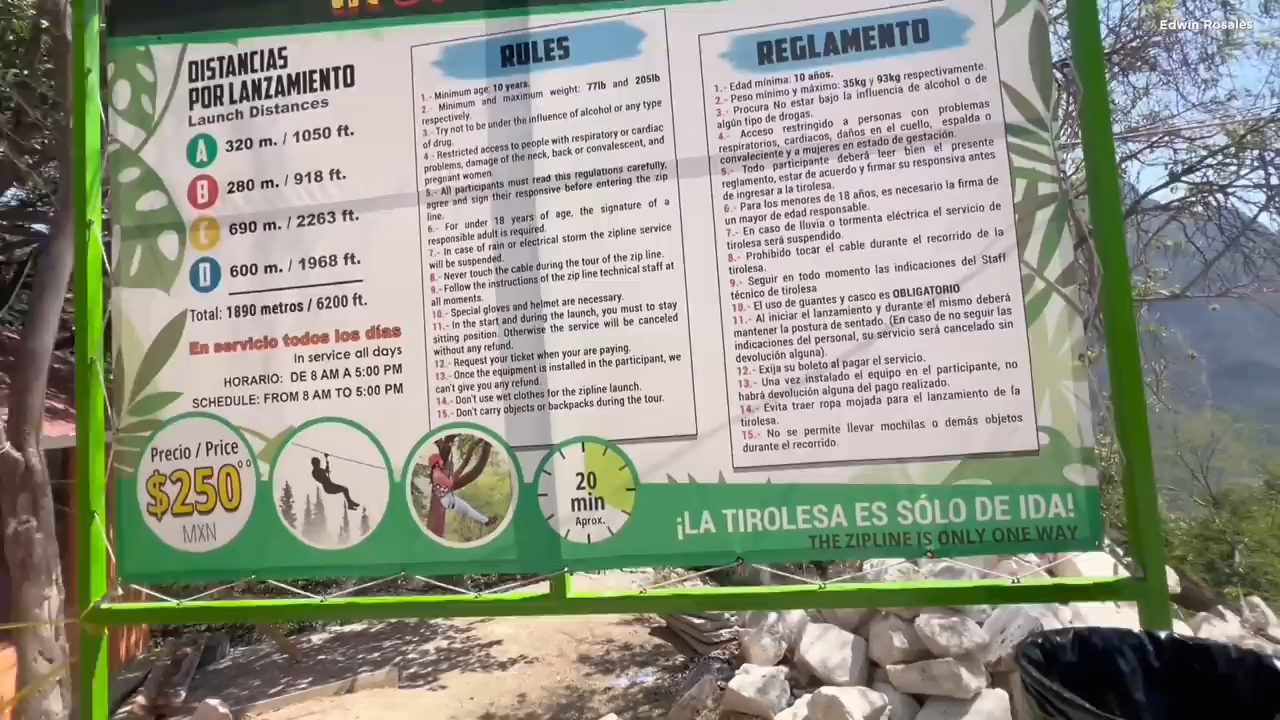 Edwin Rosales
DISTANCIAS
POR LANZAMIENTO
Launch Distances
A 320 m. / 1050 ft.
B 280 m. / 918 ft.
C 690 m. / 2263 ft.
D 600 m. / 1968 ft.
Total: 1890 metros / 6200 ft.
En servicio todos los días
In service all days
HORARIO: DE 8 AM A 5:00 PM
SCHEDULE: FROM 8 AM TO 5:00 PM
Precio / Price
$250°°
MXN
20
min
Aprox.
RULES
1.- Minimum age: 10 years.
2.- Minimum and maximum weight: 77lb and 205lb
respectively.
3.- Try not to be under the influence of alcohol or any type
of drug.
4.- Restricted access to people with respiratory or cardiac
problems, damage of the neck, back or convalescent, and
pregnant women.
5.- All participants must read this regulations carefully,
agree and sign their responsive before entering the zip
line.
6.- For under 18 years of age, the signature of a
responsible adult is required.
7.- In case of rain or electrical storm the zipline service
will be suspended.
8.- Never touch the cable during the tour of the zip line.
9.- Follow the instructions of the zip line technical staff at
all moments.
10.- Special gloves and helmet are necessary.
11.- In the start and during the launch, you must to stay
sitting position. Otherwise the service will be canceled
without any refund.
12.- Request your ticket when your are paying.
13.- Once the equipment is installed in the participant, we
can't give you any refund.
14.- Don't use wet clothes for the zipline launch.
15.- Don't carry objects or backpacks during the tour.
REGLAMENTO
1.- Edad mínima: 10 años.
2.- Peso mínimo y máximo: 35kg y 93kg respectivamente.
3.- Procura No estar bajo la influencia de alcohol o de
algún tipo de drogas.
4.- Acceso restringido a personas con problemas
respiratorios, cardiacos, daños en el cuello, espalda o
convaleciente y a mujeres en estado de gestación.
5.- Todo participante deberá leer bien el presente
reglamento, estar de acuerdo y firmar su responsiva antes
de ingresar a la tirolesa.
6.- Para los menores de 18 años, es necesario la firma de
un mayor de edad responsable.
7.- En caso de lluvia o tormenta eléctrica el servicio de
tirolesa será suspendido.
8.- Prohibido tocar el cable durante el recorrido de la
tirolesa.
9.- Seguir en todo momento las indicaciones del Staff
técnico de tirolesa
10.- El uso de guantes y casco es OBLIGATORIO
11.- Al iniciar el lanzamiento y durante el mismo deberá
mantener la postura de sentado. (En caso de no seguir las
indicaciones del personal, su servicio será cancelado sin
devolución alguna).
12.- Exija su boleto al pagar el servicio.
13.- Una vez instalado el equipo en el participante, no
habrá devolución alguna del pago realizado.
14.- Evita traer ropa mojada para el lanzamiento de la
tirolesa.
15.- No se permite llevar mochilas o demás objetos
durante el recorrido.
¡LA TIROLESA ES SÓLO DE IDA!
THE ZIPLINE IS ONLY ONE WAY